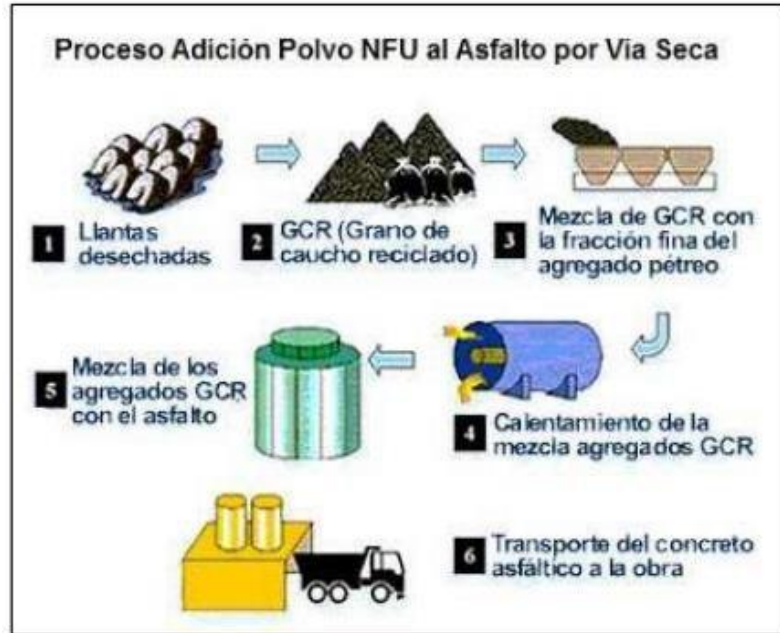 Proceso Adición Polvo NFU al Asfalto por Vía Seca
1 Llantas
desechadas
2 GCR (Grano de
caucho reciclado)
3 Mezcla de GCR con
la fracción fina del
agregado pétreo
4 Calentamiento de la
mezcla agregados GCR
5 Mezcla de los
agregados GCR
con el asfalto
6 Transporte del concreto
asfáltico a la obra